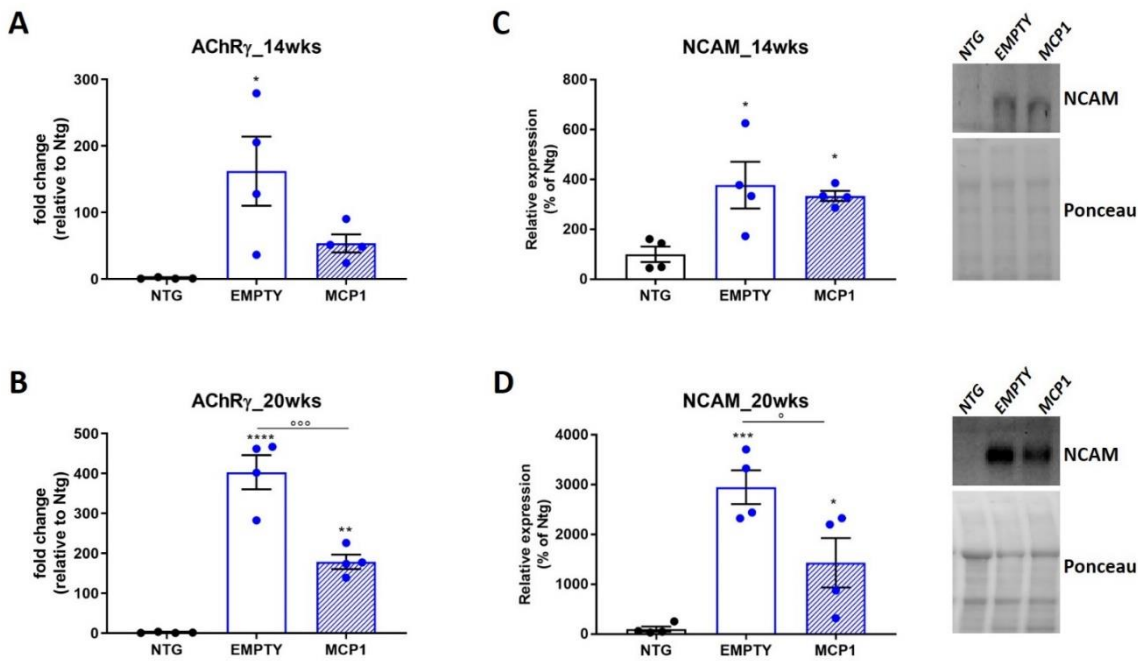 A
AChRγ_14wks
fold change
(relative to Ntg)
300
200
100
0
*
NTG EMPTY MCP1
C
NCAM_14wks
Relative expression
(% of Ntg)
800
600
400
200
0
*
*
NTG EMPTY MCP1
NTG EMPTY MCP1
NCAM
Ponceau
B
AChRγ_20wks
fold change
(relative to Ntg)
500
400
300
200
100
0
°°°
****
**
NTG EMPTY MCP1
D
NCAM_20wks
Relative expression
(% of Ntg)
4000
3000
2000
1000
0
°
***
*
NTG EMPTY MCP1
NTG EMPTY MCP1
NCAM
Ponceau